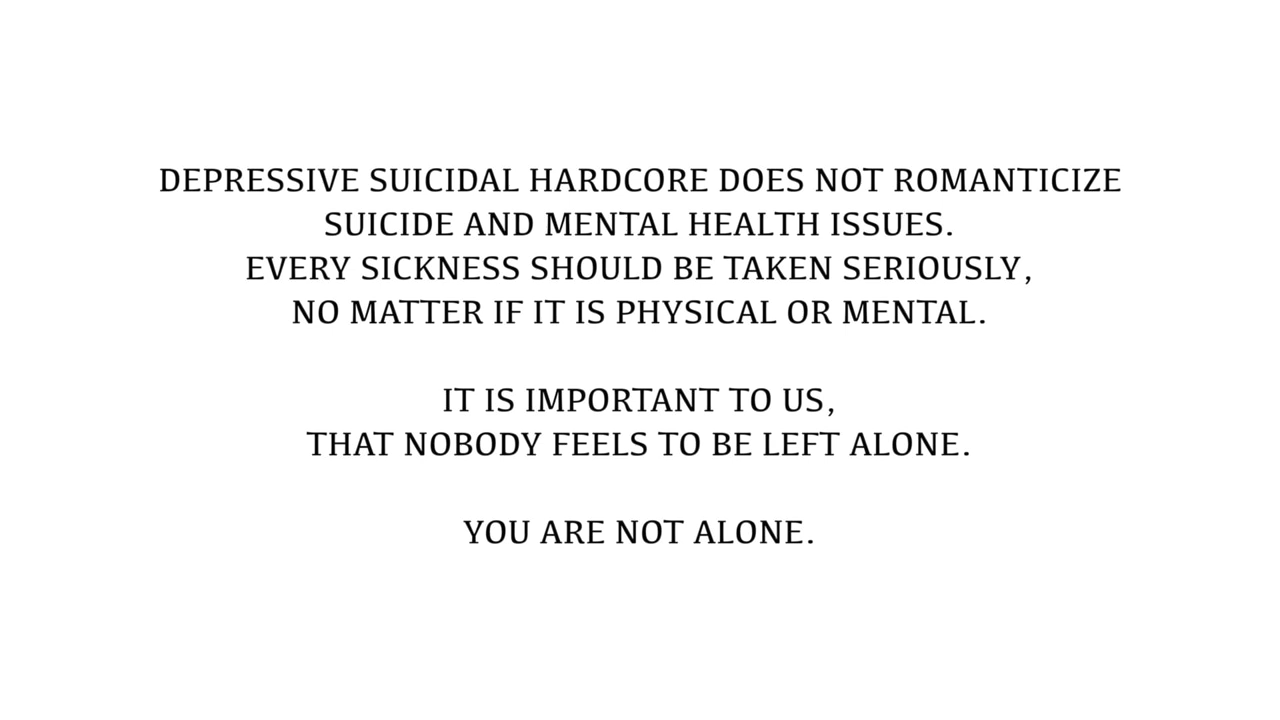 DEPRESSIVE SUICIDAL HARDCORE DOES NOT ROMANTICIZE
SUICIDE AND MENTAL HEALTH ISSUES.
EVERY SICKNESS SHOULD BE TAKEN SERIOUSLY,
NO MATTER IF IT IS PHYSICAL OR MENTAL.
IT IS IMPORTANT TO US,
THAT NOBODY FEELS TO BE LEFT ALONE.
YOU ARE NOT ALONE.